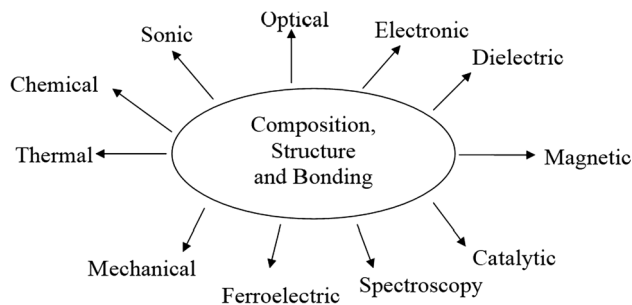 Optical
Sonic
Electronic
Dielectric
Chemical
Composition,
Structure
and Bonding
Thermal
Magnetic
Mechanical
Catalytic
Ferroelectric
Spectroscopy